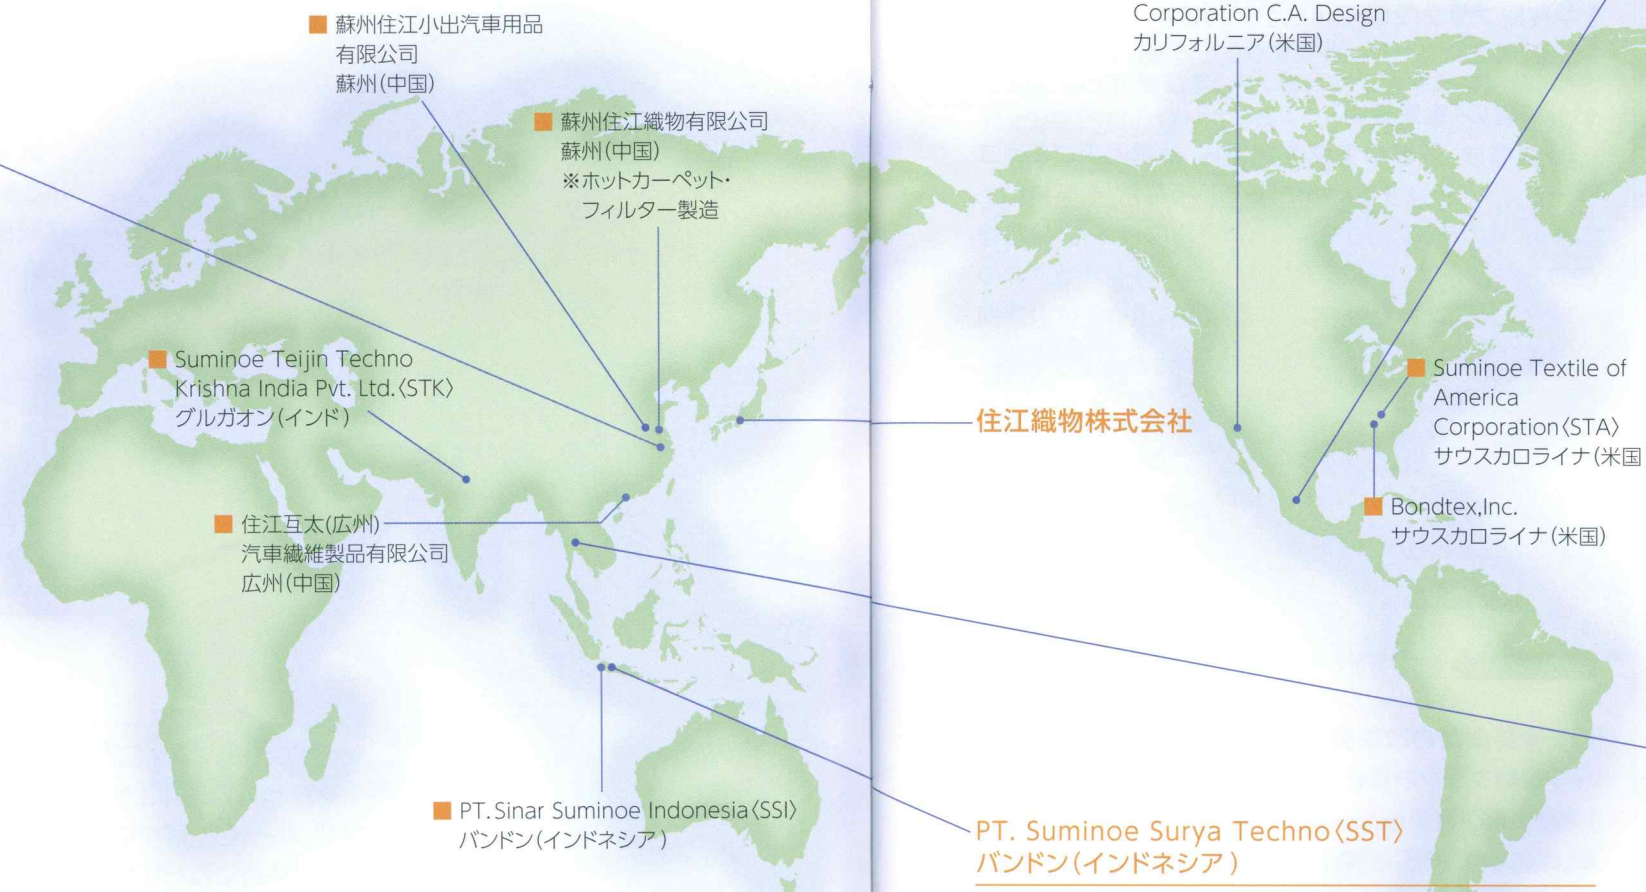 蘇州住江小出汽車用品
有限公司
蘇州(中国)
蘇州住江織物有限公司
蘇州(中国)
※ホットカーペット・
フィルター製造
Suminoe Teijin Techno
Krishna India Pvt. Ltd.〈STK〉
グルガオン(インド)
住江互太(広州)
汽車繊維製品有限公司
広州(中国)
PT.Sinar Suminoe Indonesia〈SSI〉
バンドン(インドネシア)
Corporation C.A. Design
カリフォルニア(米国)
住江織物株式会社
Suminoe Textile of
America
Corporation〈STA〉
サウスカロライナ(米国
Bondtex,Inc.
サウスカロライナ(米国)
PT. Suminoe Surya Techno〈SST〉
バンドン(インドネシア)